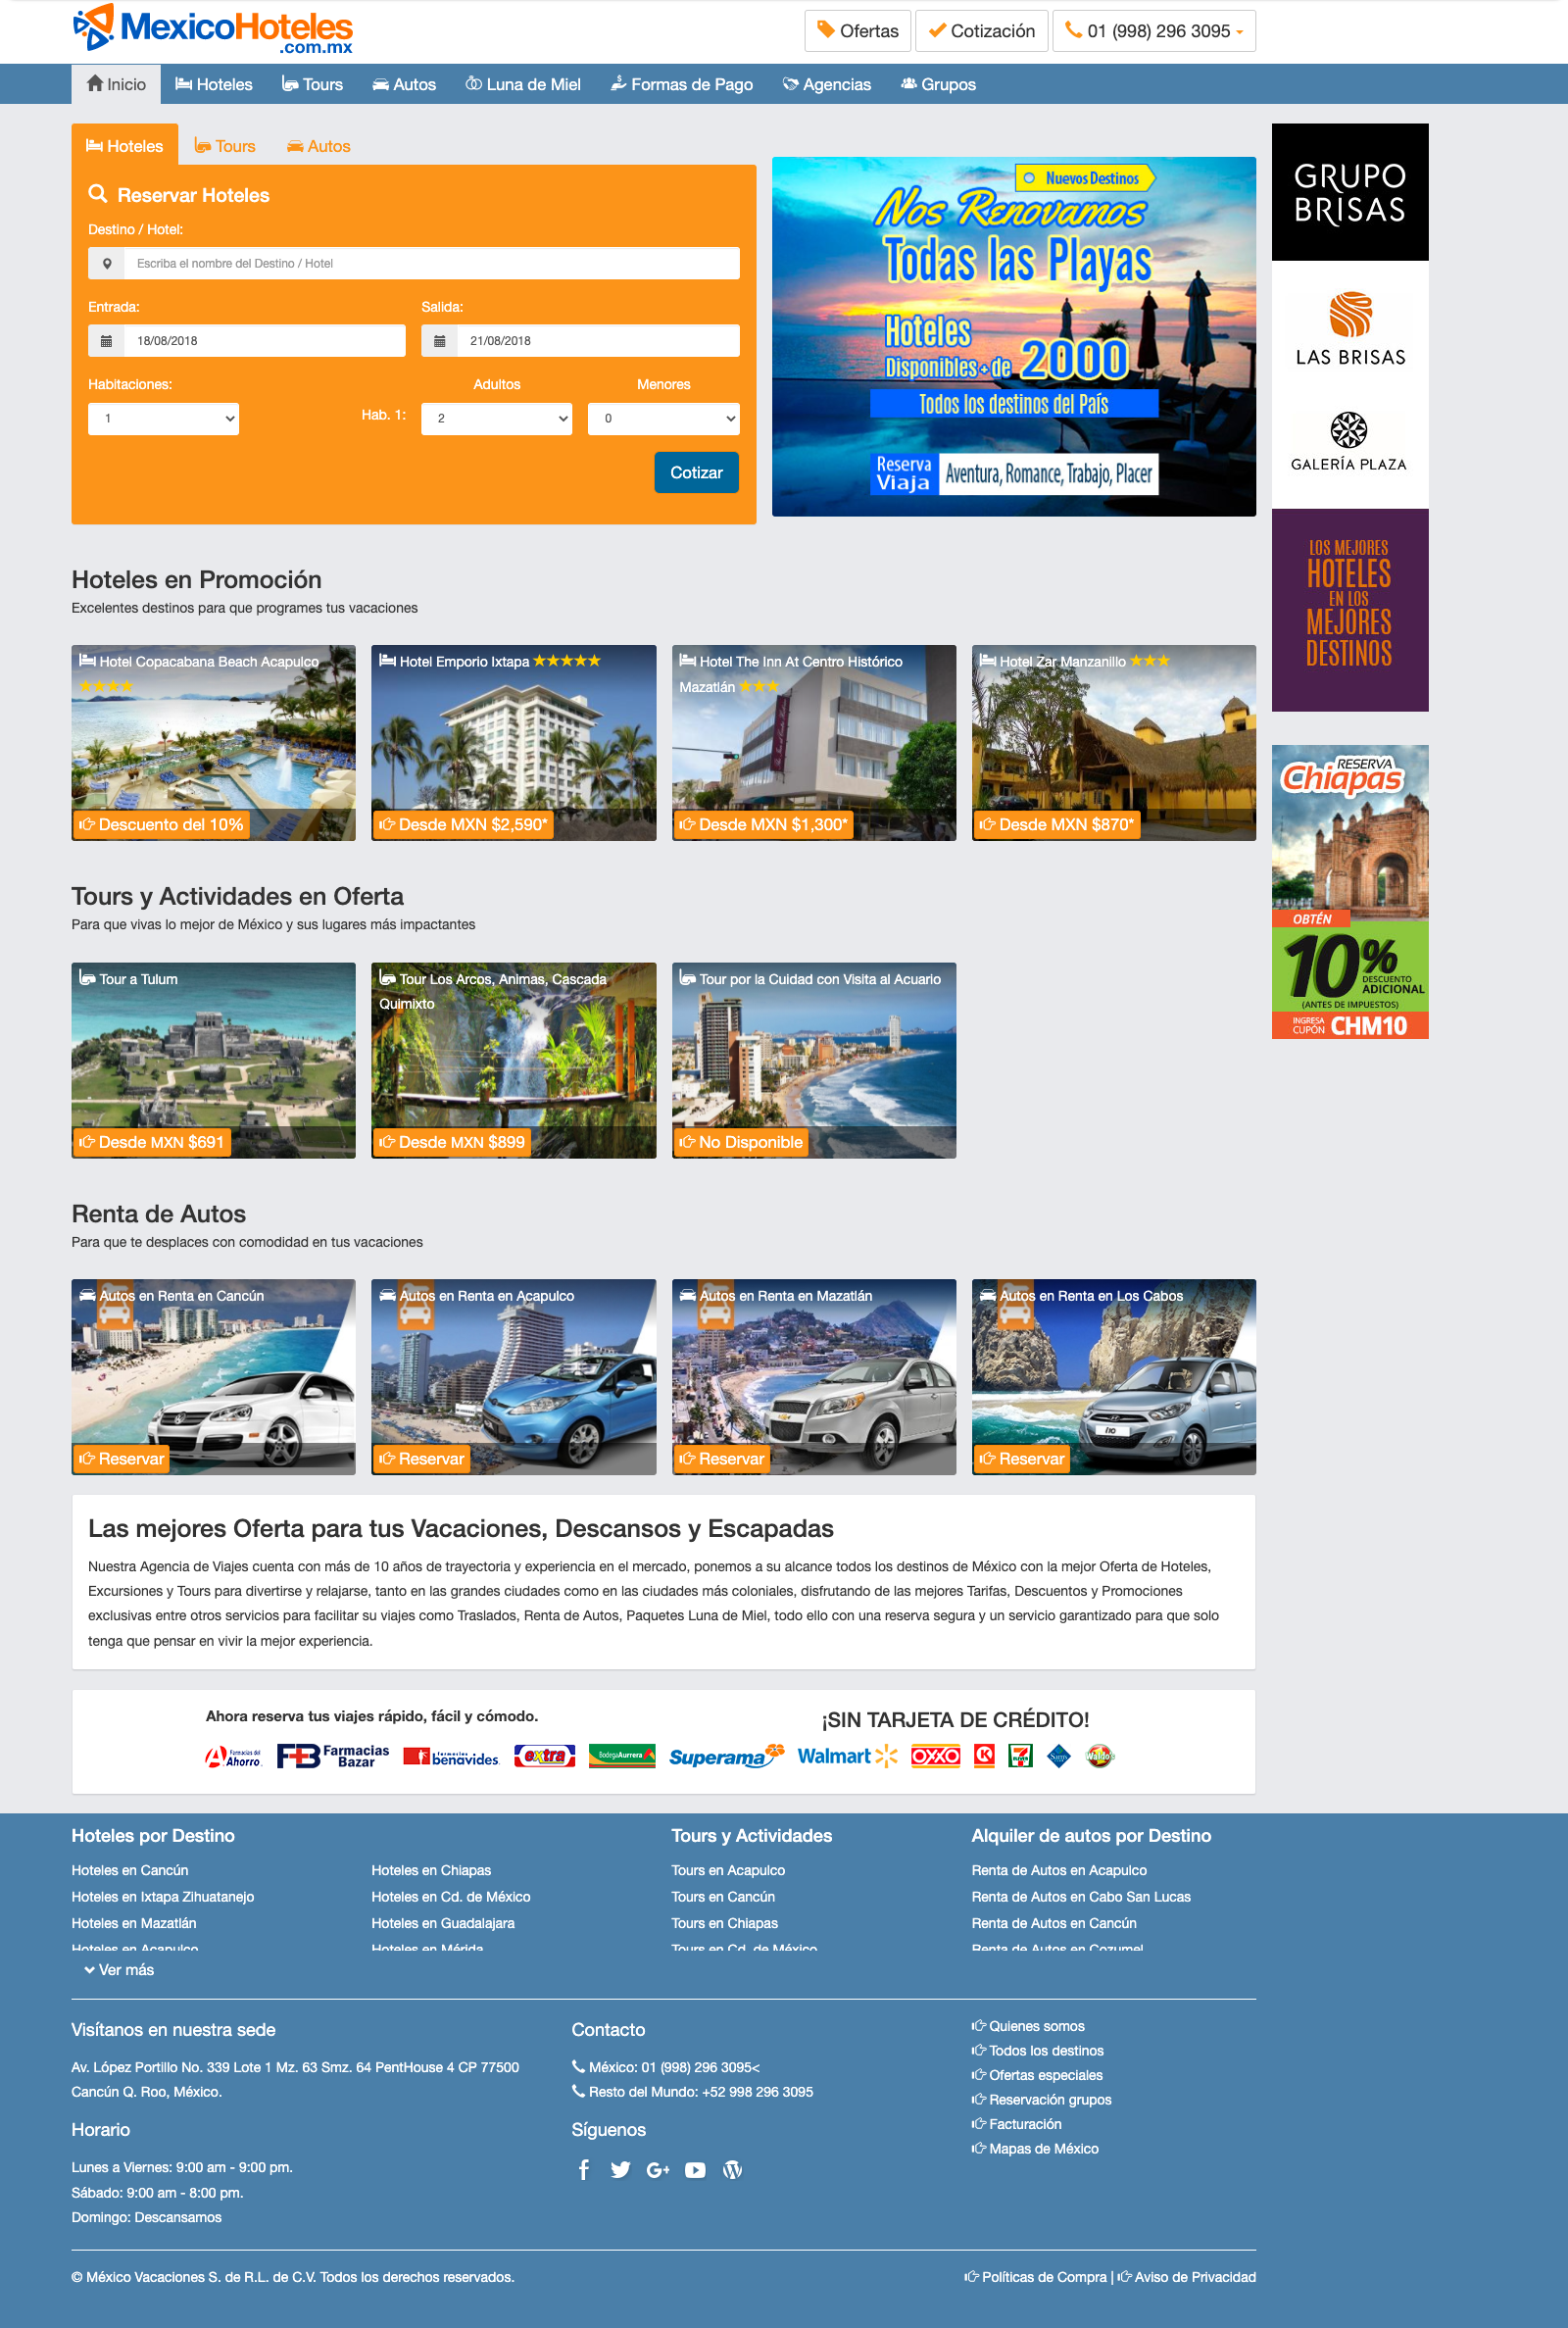 MexicoHoteles
.com.mx
Ofertas
Cotización
01 (998) 296 3095
Inicio
Hoteles
Tours
Autos
Luna de Miel
Formas de Pago
Agencias
Grupos
Hoteles
Tours
Autos
Reservar Hoteles
Destino / Hotel:
Escriba el nombre del Destino / Hotel
Entrada:
Salida:
18/08/2018
21/08/2018
Habitaciones:
Adultos
Menores
1
Hab. 1:
2
0
Cotizar
Nuevos Destinos
Nos Renovamos
Todas las Playas
Hoteles
Disponibles + de 2000
Todos los destinos del País
Reserva
Viaja
Aventura, Romance, Trabajo, Placer
GRUPO
BRISAS
LAS BRISAS
GALERÍA PLAZA
LOS MEJORES
HOTELES
EN LOS
MEJORES
DESTINOS
RESERVA
Chiapas
OBTÉN
10%
DESCUENTO
ADICIONAL
(ANTES DE IMPUESTOS)
INGRESA
CUPÓN CHM10
Hoteles en Promoción
Excelentes destinos para que programes tus vacaciones
Hotel Copacabana Beach Acapulco
Descuento del 10%
Hotel Emporio Ixtapa
Desde MXN $2,590*
Hotel The Inn At Centro Histórico
Mazatlán
Desde MXN $1,300*
Hotel Zar Manzanillo
Desde MXN $870*
Tours y Actividades en Oferta
Para que vivas lo mejor de México y sus lugares más impactantes
Tour a Tulum
Desde MXN $691
Tour Los Arcos, Animas, Cascada
Quimixto
Desde MXN $899
Tour por la Cuidad con Visita al Acuario
No Disponible
Renta de Autos
Para que te desplaces con comodidad en tus vacaciones
Autos en Renta en Cancún
Reservar
Autos en Renta en Acapulco
Reservar
Autos en Renta en Mazatlán
Reservar
Autos en Renta en Los Cabos
i10
Reservar
Las mejores Oferta para tus Vacaciones, Descansos y Escapadas
Nuestra Agencia de Viajes cuenta con más de 10 años de trayectoria y experiencia en el mercado, ponemos a su alcance todos los destinos de México con la mejor Oferta de Hoteles,
Excursiones y Tours para divertirse y relajarse, tanto en las grandes ciudades como en las ciudades más coloniales, disfrutando de las mejores Tarifas, Descuentos y Promociones
exclusivas entre otros servicios para facilitar su viajes como Traslados, Renta de Autos, Paquetes Luna de Miel, todo ello con una reserva segura y un servicio garantizado para que solo
tenga que pensar en vivir la mejor experiencia.
Ahora reserva tus viajes rápido, fácil y cómodo.
¡SIN TARJETA DE CRÉDITO!
Farmacias del
Ahorro
FB Farmacias
Bazar
benavides
extra
Bodega Aurrera
Superama
Walmart
OXXO
K
7 ELEVEN
Sam's
Waldo's
Hoteles por Destino
Hoteles en Cancún
Hoteles en Ixtapa Zihuatanejo
Hoteles en Mazatlán
Hoteles en Acapulco
Hoteles en Chiapas
Hoteles en Cd. de México
Hoteles en Guadalajara
Hoteles en Mérida
Tours y Actividades
Tours en Acapulco
Tours en Cancún
Tours en Chiapas
Tours en Cd. de México
Alquiler de autos por Destino
Renta de Autos en Acapulco
Renta de Autos en Cabo San Lucas
Renta de Autos en Cancún
Renta de Autos en Cozumel
Ver más
Visítanos en nuestra sede
Av. López Portillo No. 339 Lote 1 Mz. 63 Smz. 64 PentHouse 4 CP 77500
Cancún Q. Roo, México.
Horario
Lunes a Viernes: 9:00 am - 9:00 pm.
Sábado: 9:00 am - 8:00 pm.
Domingo: Descansamos
Contacto
México: 01 (998) 296 3095<
Resto del Mundo: +52 998 296 3095
Síguenos
Quienes somos
Todos los destinos
Ofertas especiales
Reservación grupos
Facturación
Mapas de México
© México Vacaciones S. de R.L. de C.V. Todos los derechos reservados.
Políticas de Compra | Aviso de Privacidad